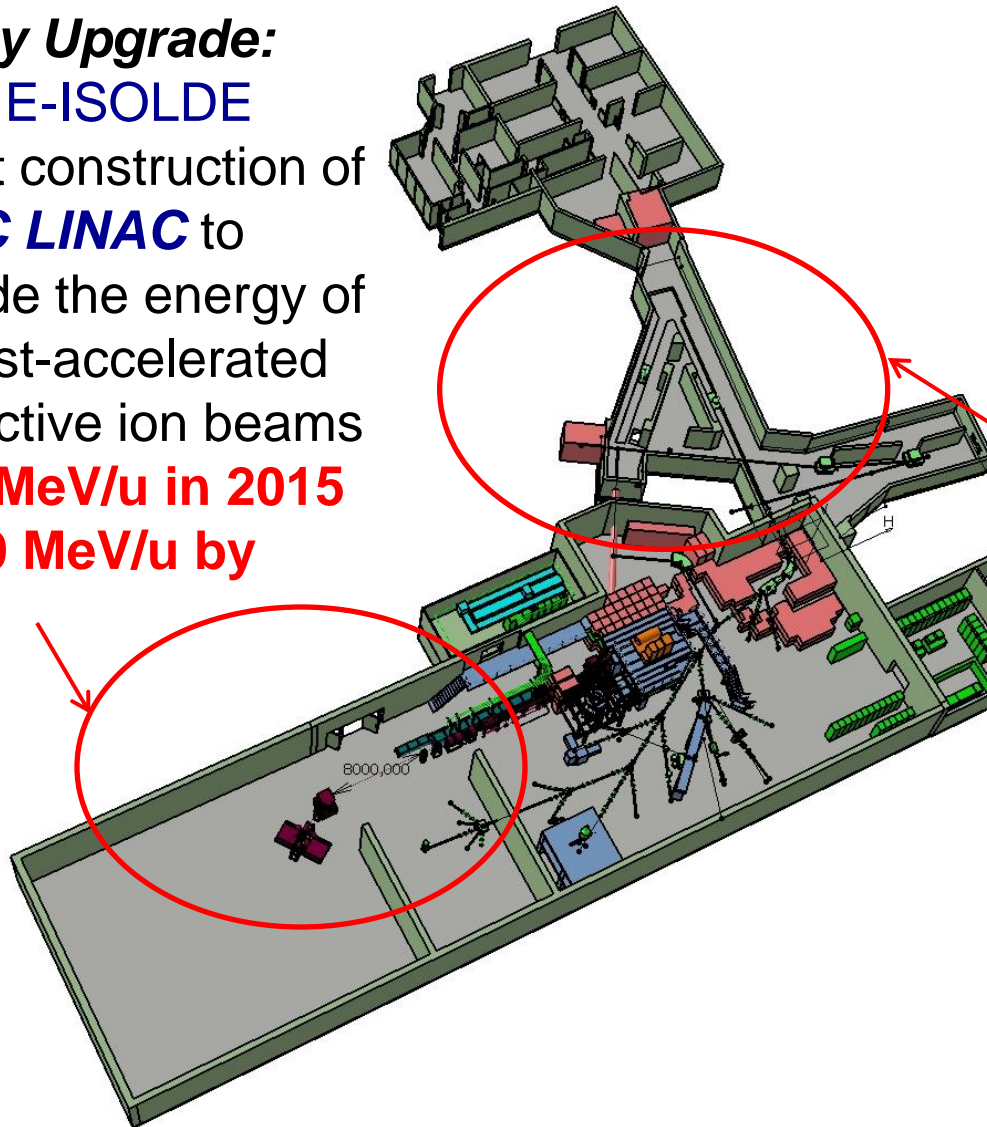 y Upgrade:
E-ISOLDE
t construction of
C LINAC to
de the energy of
st-accelerated
ctive ion beams
MeV/u in 2015
0 MeV/u by
H
8000,000